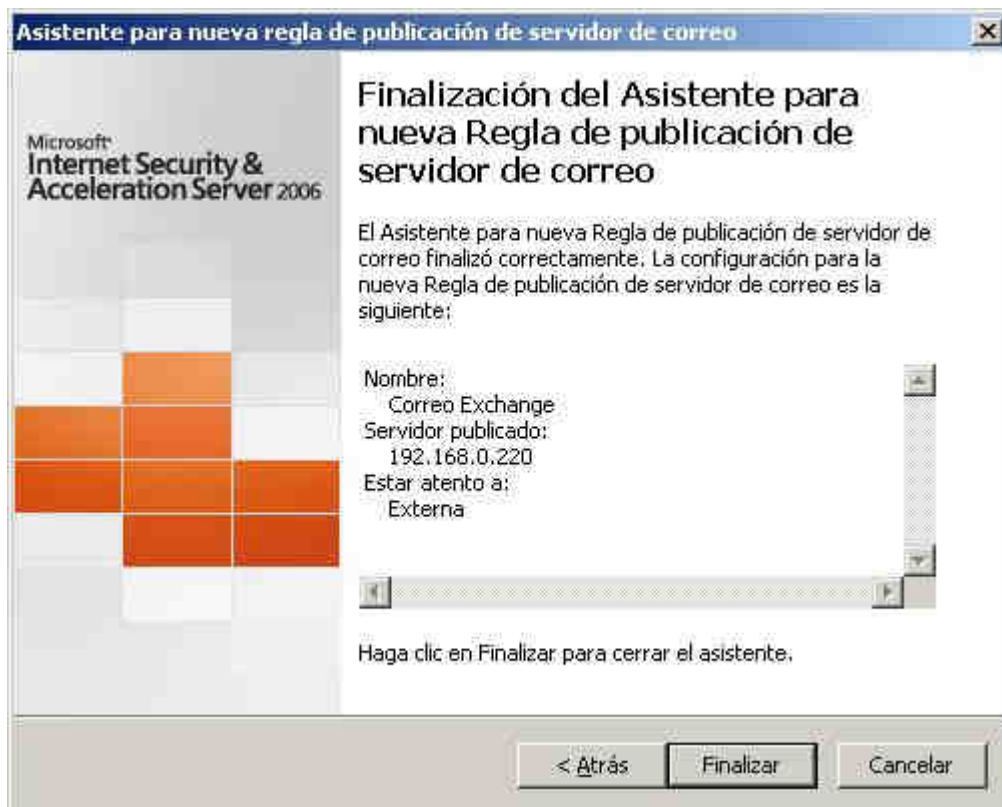 Asistente para nueva regla de publicación de servidor de correo
Microsoft
Internet Security &
Acceleration Server 2006
Finalización del Asistente para
nueva Regla de publicación de
servidor de correo
El Asistente para nueva Regla de publicación de servidor de
correo finalizó correctamente. La configuración para la
nueva Regla de publicación de servidor de correo es la
siguiente:
Nombre:
Correo Exchange
Servidor publicado:
192.168.0.220
Estar atento a:
Externa
Haga clic en Finalizar para cerrar el asistente.
< Atrás
Finalizar
Cancelar